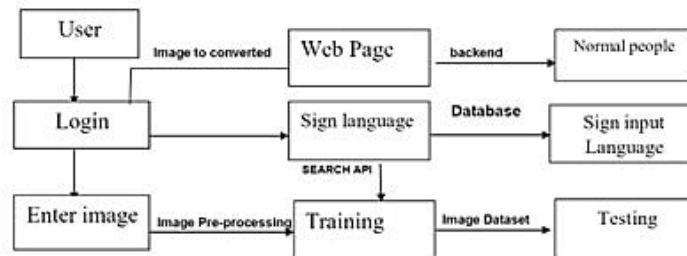 User
Image to converted
Web Page
backend
Normal people
Login
Sign language
Database
Sign input
Language
SEARCH API
Enter image
Image Pre-processing
Training
Image Dataset
Testing